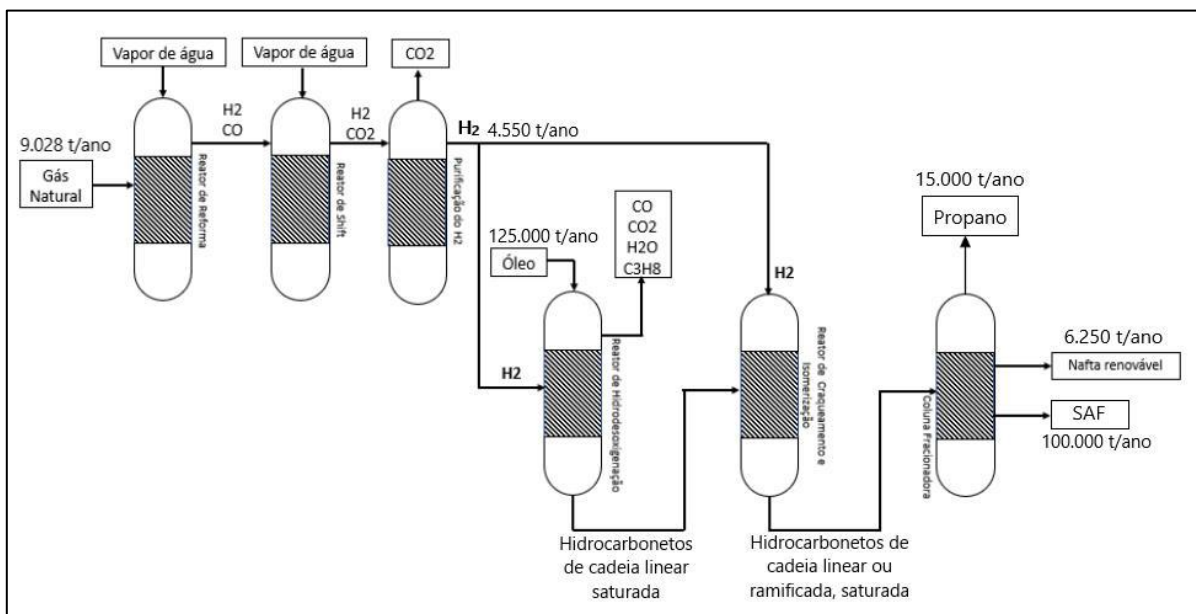 Vapor de água
Vapor de água
CO2
H2
CO
H2
CO2
H2 4.550 t/ano
9.028 t/ano
Gás
Natural
Reator de Reforma
Reator de Shift
Purificação do H2
15.000 t/ano
Propano
CO
CO2
H2O
C3H8
125.000 t/ano
Óleo
H2
H2
Reator de Hidrodesoxigenação
Reator de Craqueamento e
Isomerização
6.250 t/ano
Nafta renovável
SAF
100.000 t/ano
Coluna Fracionadora
Hidrocarbonetos
de cadeia linear
saturada
Hidrocarbonetos de
cadeia linear ou
ramificada, saturada